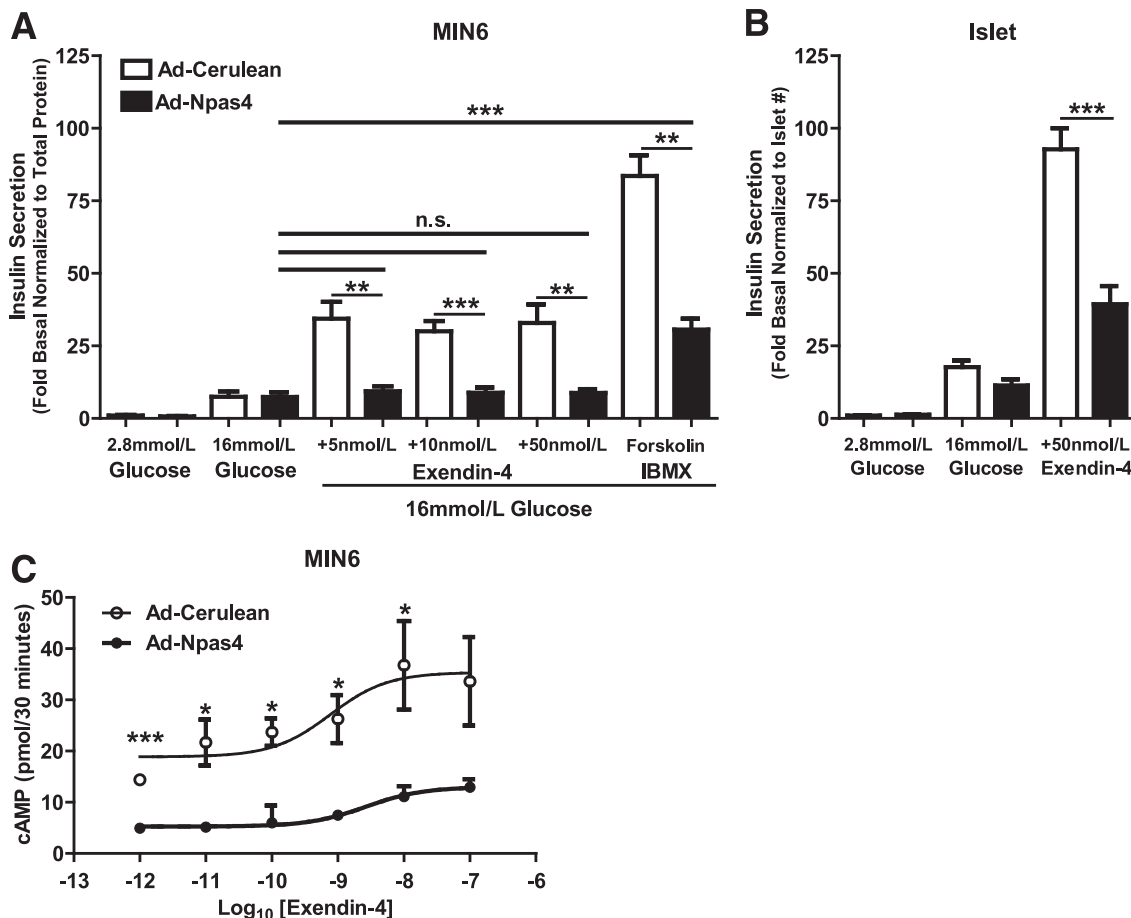 A
MIN6
Insulin Secretion
(Fold Basal Normalized to Total Protein)
125
100
75
50
25
0
Ad-Cerulean
Ad-Npas4
***
**
n.s.
**
***
**
2.8mmol/L
Glucose
16mmol/L
Glucose
+5nmol/L
+10nmol/L
+50nmol/L
Exendin-4
Forskolin
IBMX
16mmol/L Glucose
B
Islet
Insulin Secretion
(Fold Basal Normalized to Islet #)
125
100
75
50
25
0
***
2.8mmol/L
Glucose
16mmol/L
Glucose
+50nmol/L
Exendin-4
C
MIN6
cAMP (pmol/30 minutes)
50
40
30
20
10
0
Ad-Cerulean
Ad-Npas4
***
*
*
*
*
-13 -12 -11 -10 -9 -8 -7 -6
Log10 [Exendin-4]